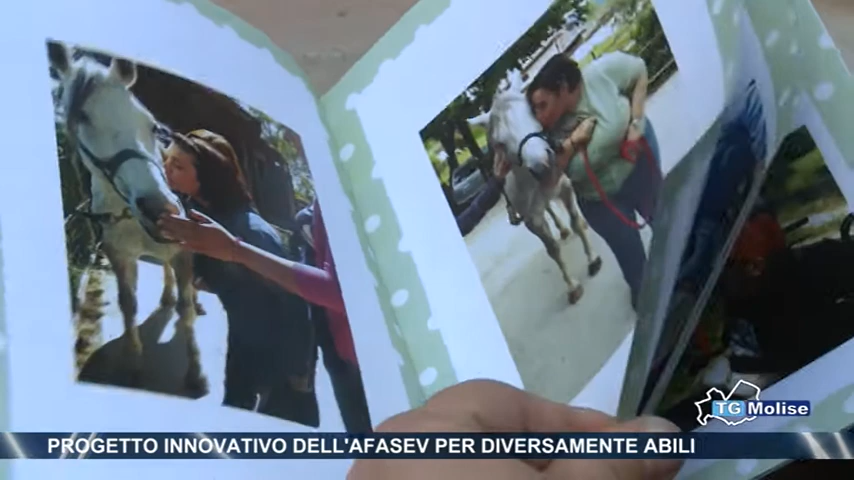 TG Molise
PROGETTO INNOVATIVO DELL'AFASEV PER DIVERSAMENTE ABILI